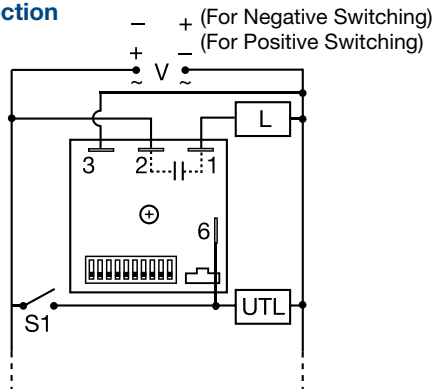 ction
− + (For Negative Switching)
+ − (For Positive Switching)
~ V ~
L
3 2 1
6
UTL
S1